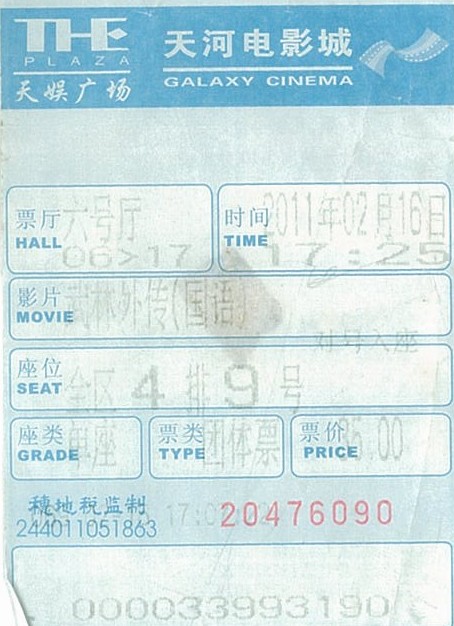 THE
PLAZA
天娱广场
天河电影城
GALAXY CINEMA
票厅 六号厅
HALL 06>17
时间 2011年02月16日
TIME 17:25
影片 武林外传(国语)
MOVIE
对号入座
座位
SEAT 全区 4 排 9 号
座类 单座
GRADE
票类 团体票
TYPE
票价
PRICE
穗地税监制
244011051863
20476090
000033993190